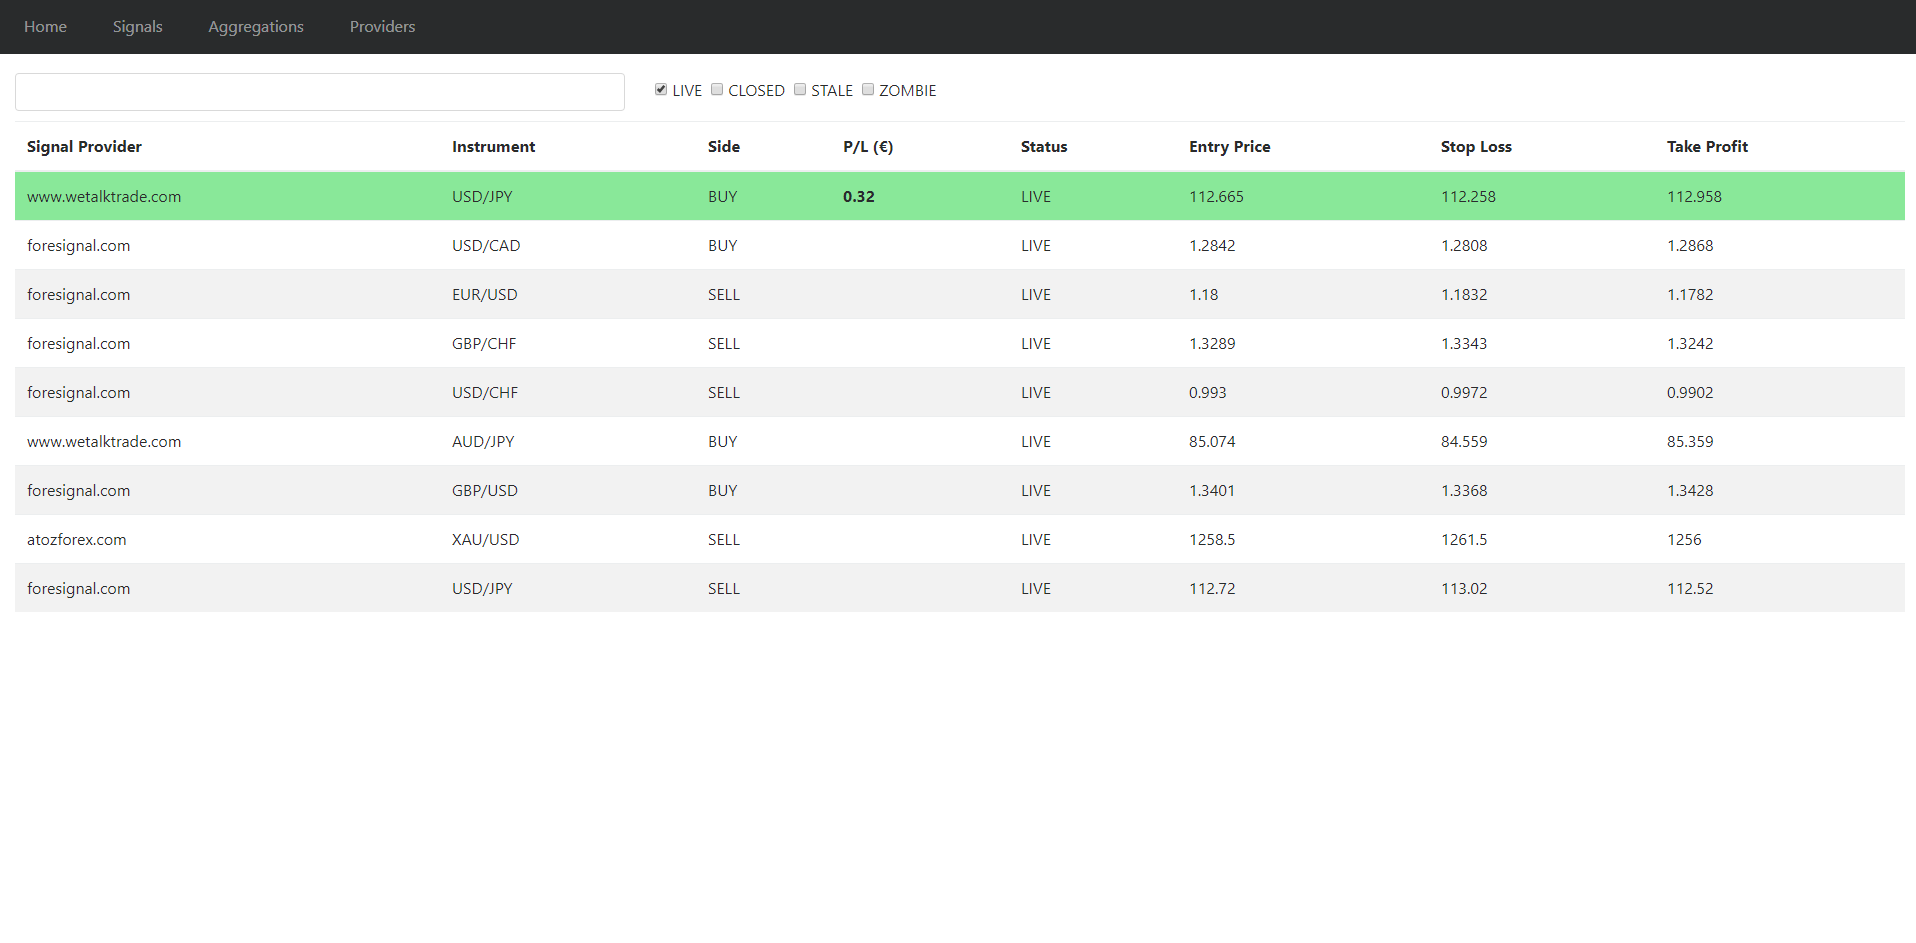 Home Signals Aggregations Providers
LIVE CLOSED STALE ZOMBIE
Signal Provider Instrument Side P/L (€) Status Entry Price Stop Loss Take Profit
www.wetalktrade.com USD/JPY BUY 0.32 LIVE 112.665 112.258 112.958
foresignal.com USD/CAD BUY LIVE 1.2842 1.2808 1.2868
foresignal.com EUR/USD SELL LIVE 1.18 1.1832 1.1782
foresignal.com GBP/CHF SELL LIVE 1.3289 1.3343 1.3242
foresignal.com USD/CHF SELL LIVE 0.993 0.9972 0.9902
www.wetalktrade.com AUD/JPY BUY LIVE 85.074 84.559 85.359
foresignal.com GBP/USD BUY LIVE 1.3401 1.3368 1.3428
atozforex.com XAU/USD SELL LIVE 1258.5 1261.5 1256
foresignal.com USD/JPY SELL LIVE 112.72 113.02 112.52